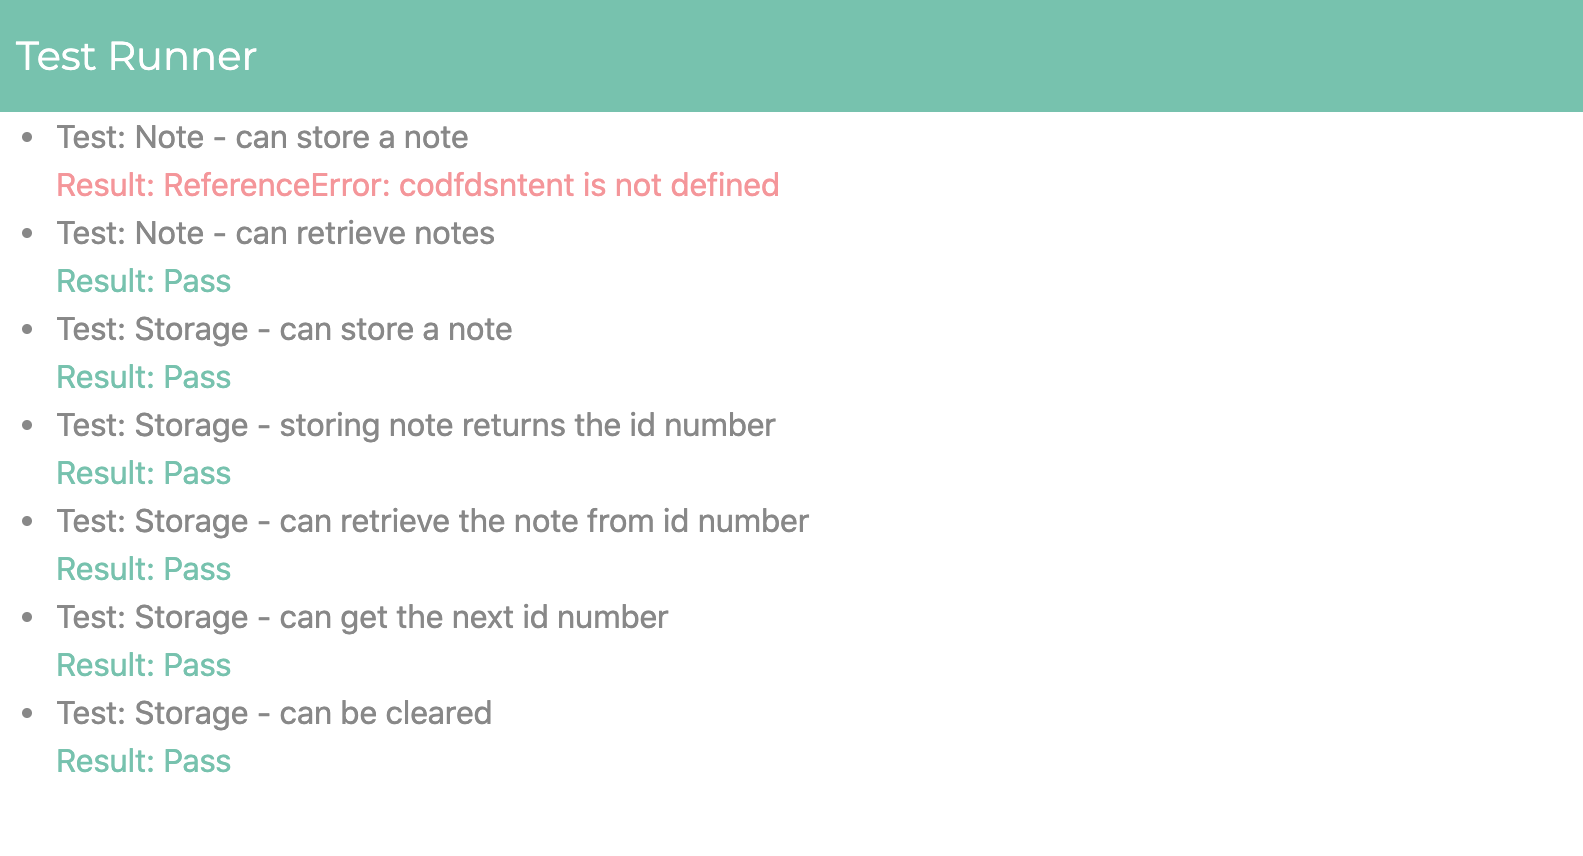 Test Runner
Test: Note - can store a note
Result: ReferenceError: codfdsntent is not defined
Test: Note - can retrieve notes
Result: Pass
Test: Storage - can store a note
Result: Pass
Test: Storage - storing note returns the id number
Result: Pass
Test: Storage - can retrieve the note from id number
Result: Pass
Test: Storage - can get the next id number
Result: Pass
Test: Storage - can be cleared
Result: Pass